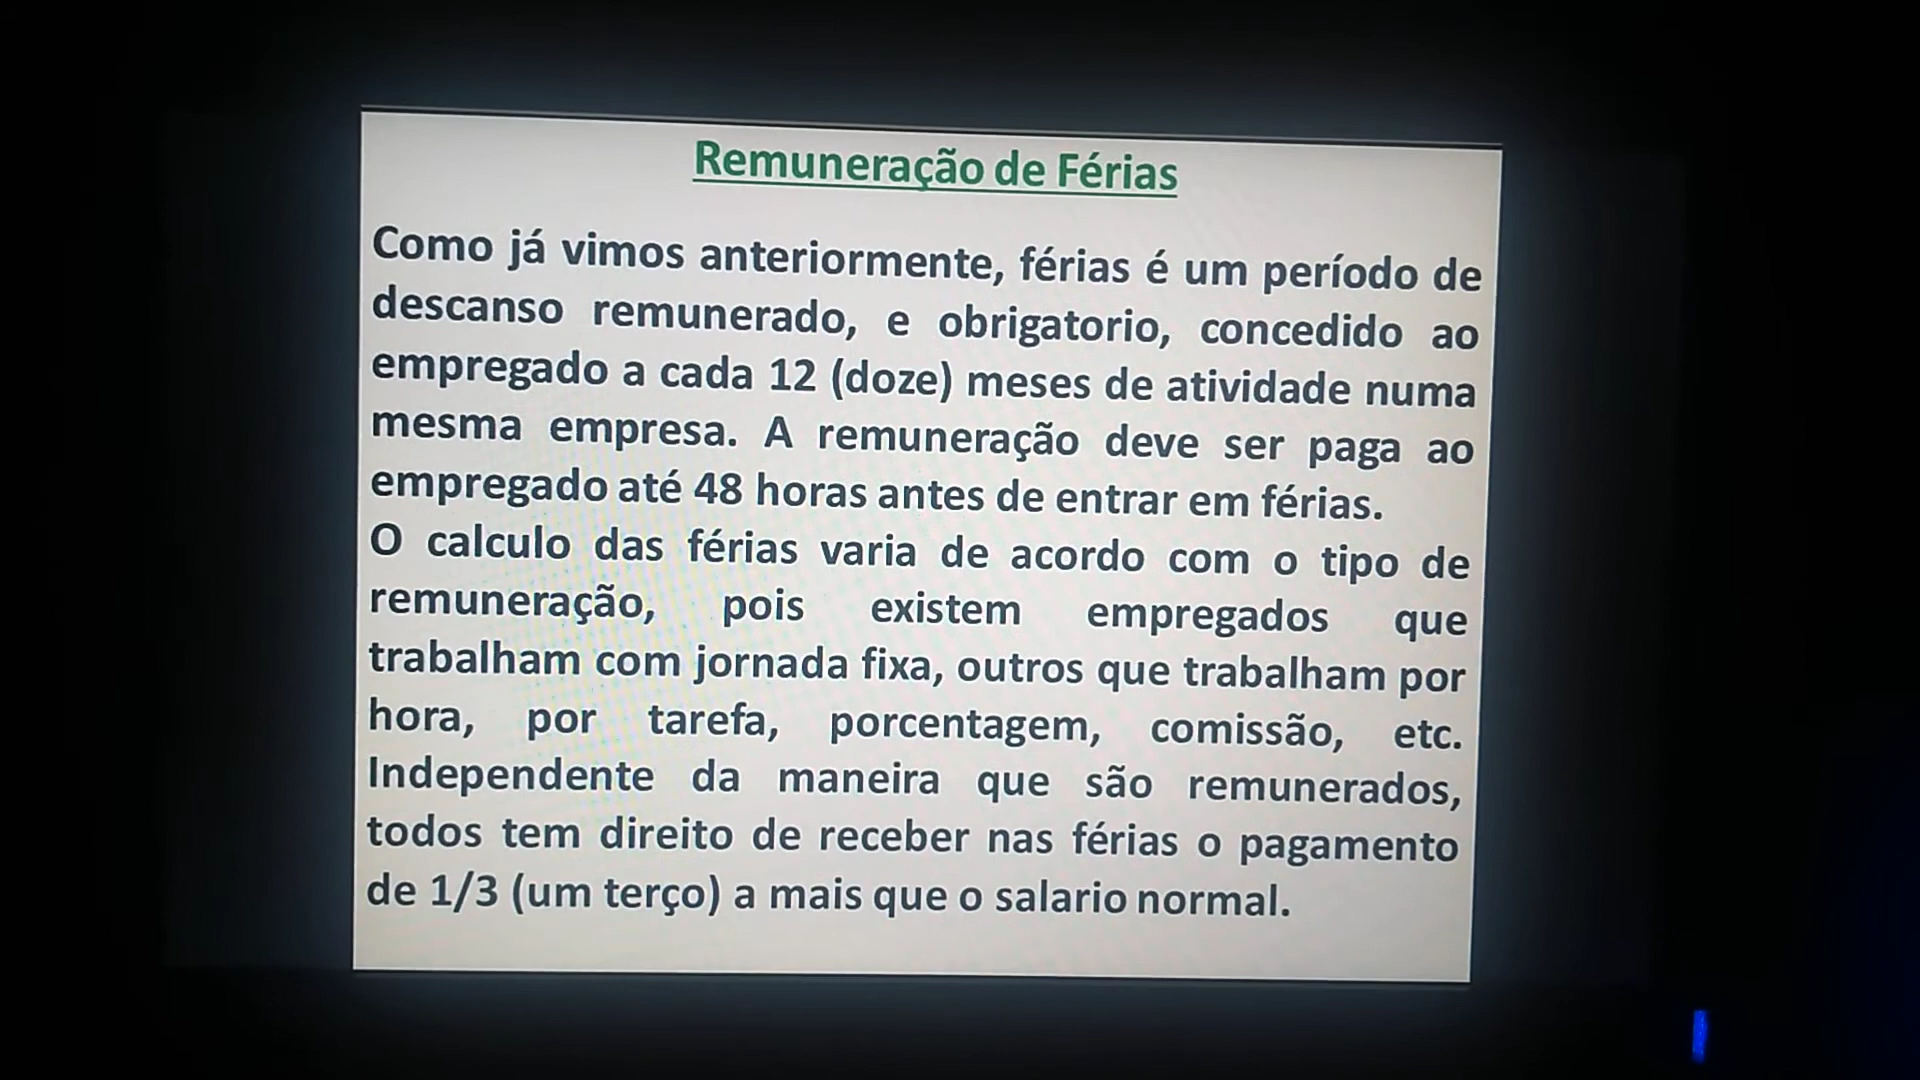 Remuneração de Férias
Como já vimos anteriormente, férias é um período de
descanso remunerado, e obrigatorio, concedido ao
empregado a cada 12 (doze) meses de atividade numa
mesma empresa. A remuneração deve ser paga ao
empregado até 48 horas antes de entrar em férias.
O calculo das férias varia de acordo com o tipo de
remuneração, pois existem empregados que
trabalham com jornada fixa, outros que trabalham por
hora, por tarefa, porcentagem, comissão, etc.
Independente da maneira que são remunerados,
todos tem direito de receber nas férias o pagamento
de 1/3 (um terço) a mais que o salario normal.